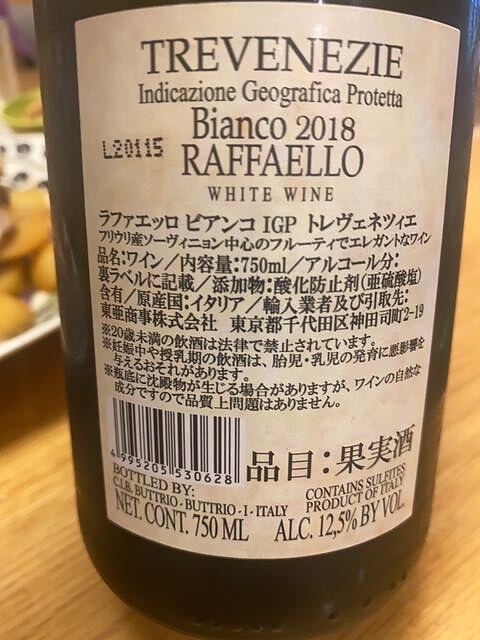 TREVENEZIE
Indicazione Geografica Protetta
Bianco 2018
L20115
RAFFAELLO
WHITE WINE
ラファエッロ ビアンコ IGP トレヴェネツィエ
フリウリ産ソーヴィニョン中心のフルーティでエレガントなワイン
品名:ワイン/内容量:750ml/アルコール分:
裏ラベルに記載/添加物:酸化防止剤(亜硫酸塩)
含有/原産国:イタリア/輸入業者及び引取先:
東亜商事株式会社 東京都千代田区神田司町2-19
※20歳未満の飲酒は法律で禁止されています。
※妊娠中や授乳期の飲酒は、胎児・乳児の発育に悪影響を
与えるおそれがあります。
※瓶底に沈殿物が生じる場合がありますが、ワインの自然な
成分ですので品質上問題はありません。
4 995205 530628
品目:果実酒
BOTTLED BY:
C.I.B. BUTTRIO - BUTTRIO - I - ITALY
CONTAINS SULFITES
PRODUCT OF ITALY
NET. CONT. 750 ML ALC. 12,5% BY VOL.